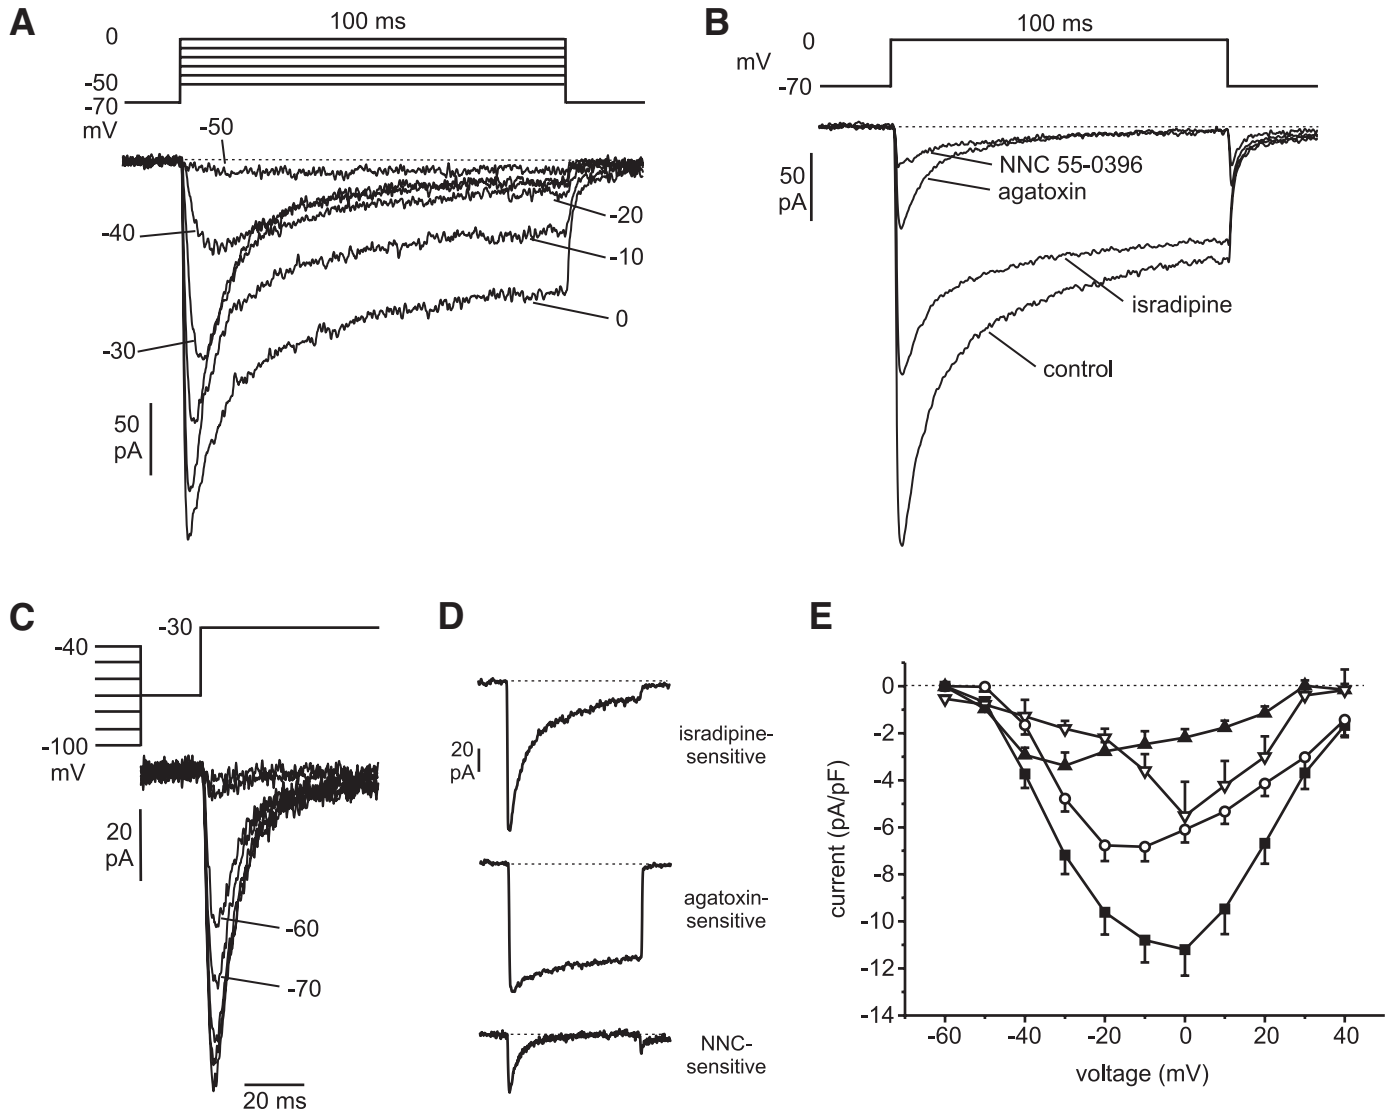 A
100 ms
0
-50
-70
mV
-50
-40
-30
-20
-10
0
50
pA
B
100 ms
0
mV
-70
50
pA
NNC 55-0396
agatoxin
isradipine
control
C
-30
-40
-100
mV
20
pA
-60
-70
20 ms
D
20
pA
isradipine-
sensitive
agatoxin-
sensitive
NNC-
sensitive
E
0
-2
-4
-6
-8
-10
-12
-14
current (pA/pF)
-60
-40
-20
0
20
40
voltage (mV)